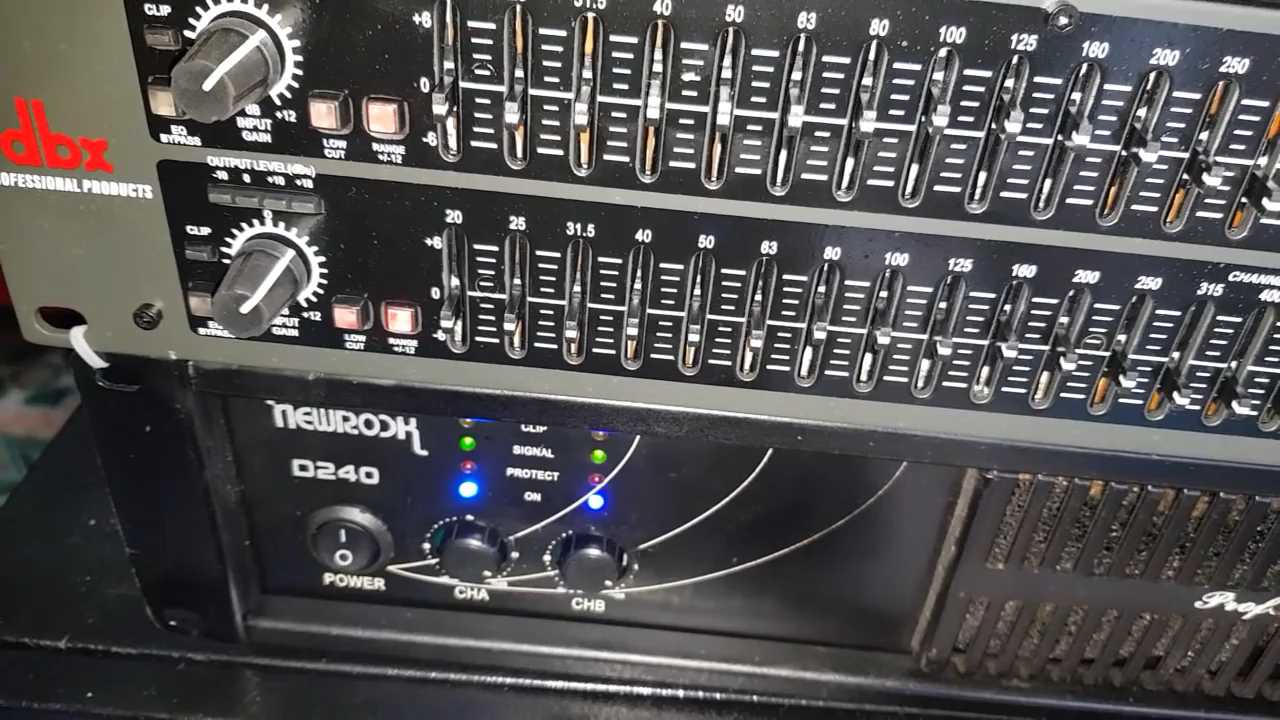 CLIP
+6 31.5 40 50 63 80 100 125 160 200 250
0
-6
EQ BYPASS
INPUT GAIN
+12
LOW CUT
RANGE +/-12
dbx
PROFESSIONAL PRODUCTS
OUTPUT LEVEL(dBu)
-10 0 +10 +18
0
CLIP
20 25 31.5 40 50 63 80 100 125 160 200 250 315
+6
0
-6
+12
GAIN
LOW CUT
RANGE +/-12
NEWROCK
D240
CLIP
SIGNAL
PROTECT
ON
POWER
CHA
CHB